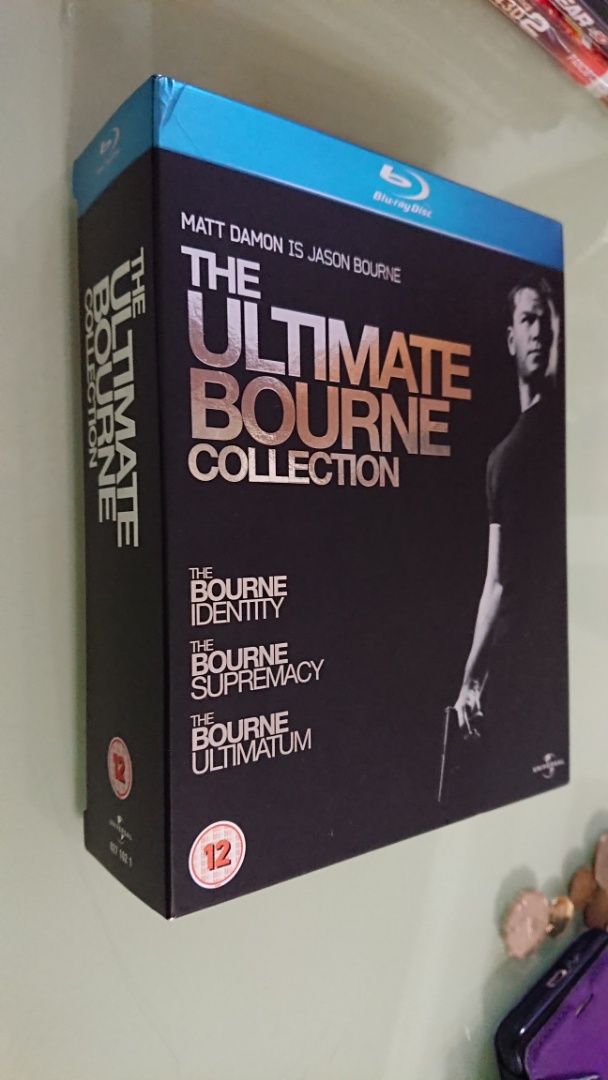 Blu-ray Disc
MATT DAMON IS JASON BOURNE
THE
ULTIMATE
BOURNE
COLLECTION
THE
BOURNE
IDENTITY
THE
BOURNE
SUPREMACY
THE
BOURNE
ULTIMATUM
12
UNIVERSAL
THE
ULTIMATE
BOURNE
COLLECTION
12
UNIVERSAL